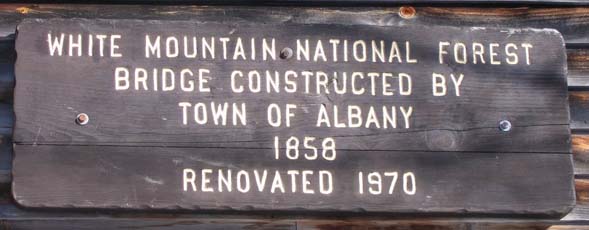 WHITE MOUNTAIN NATIONAL FOREST
BRIDGE CONSTRUCTED BY
TOWN OF ALBANY
1858
RENOVATED 1970